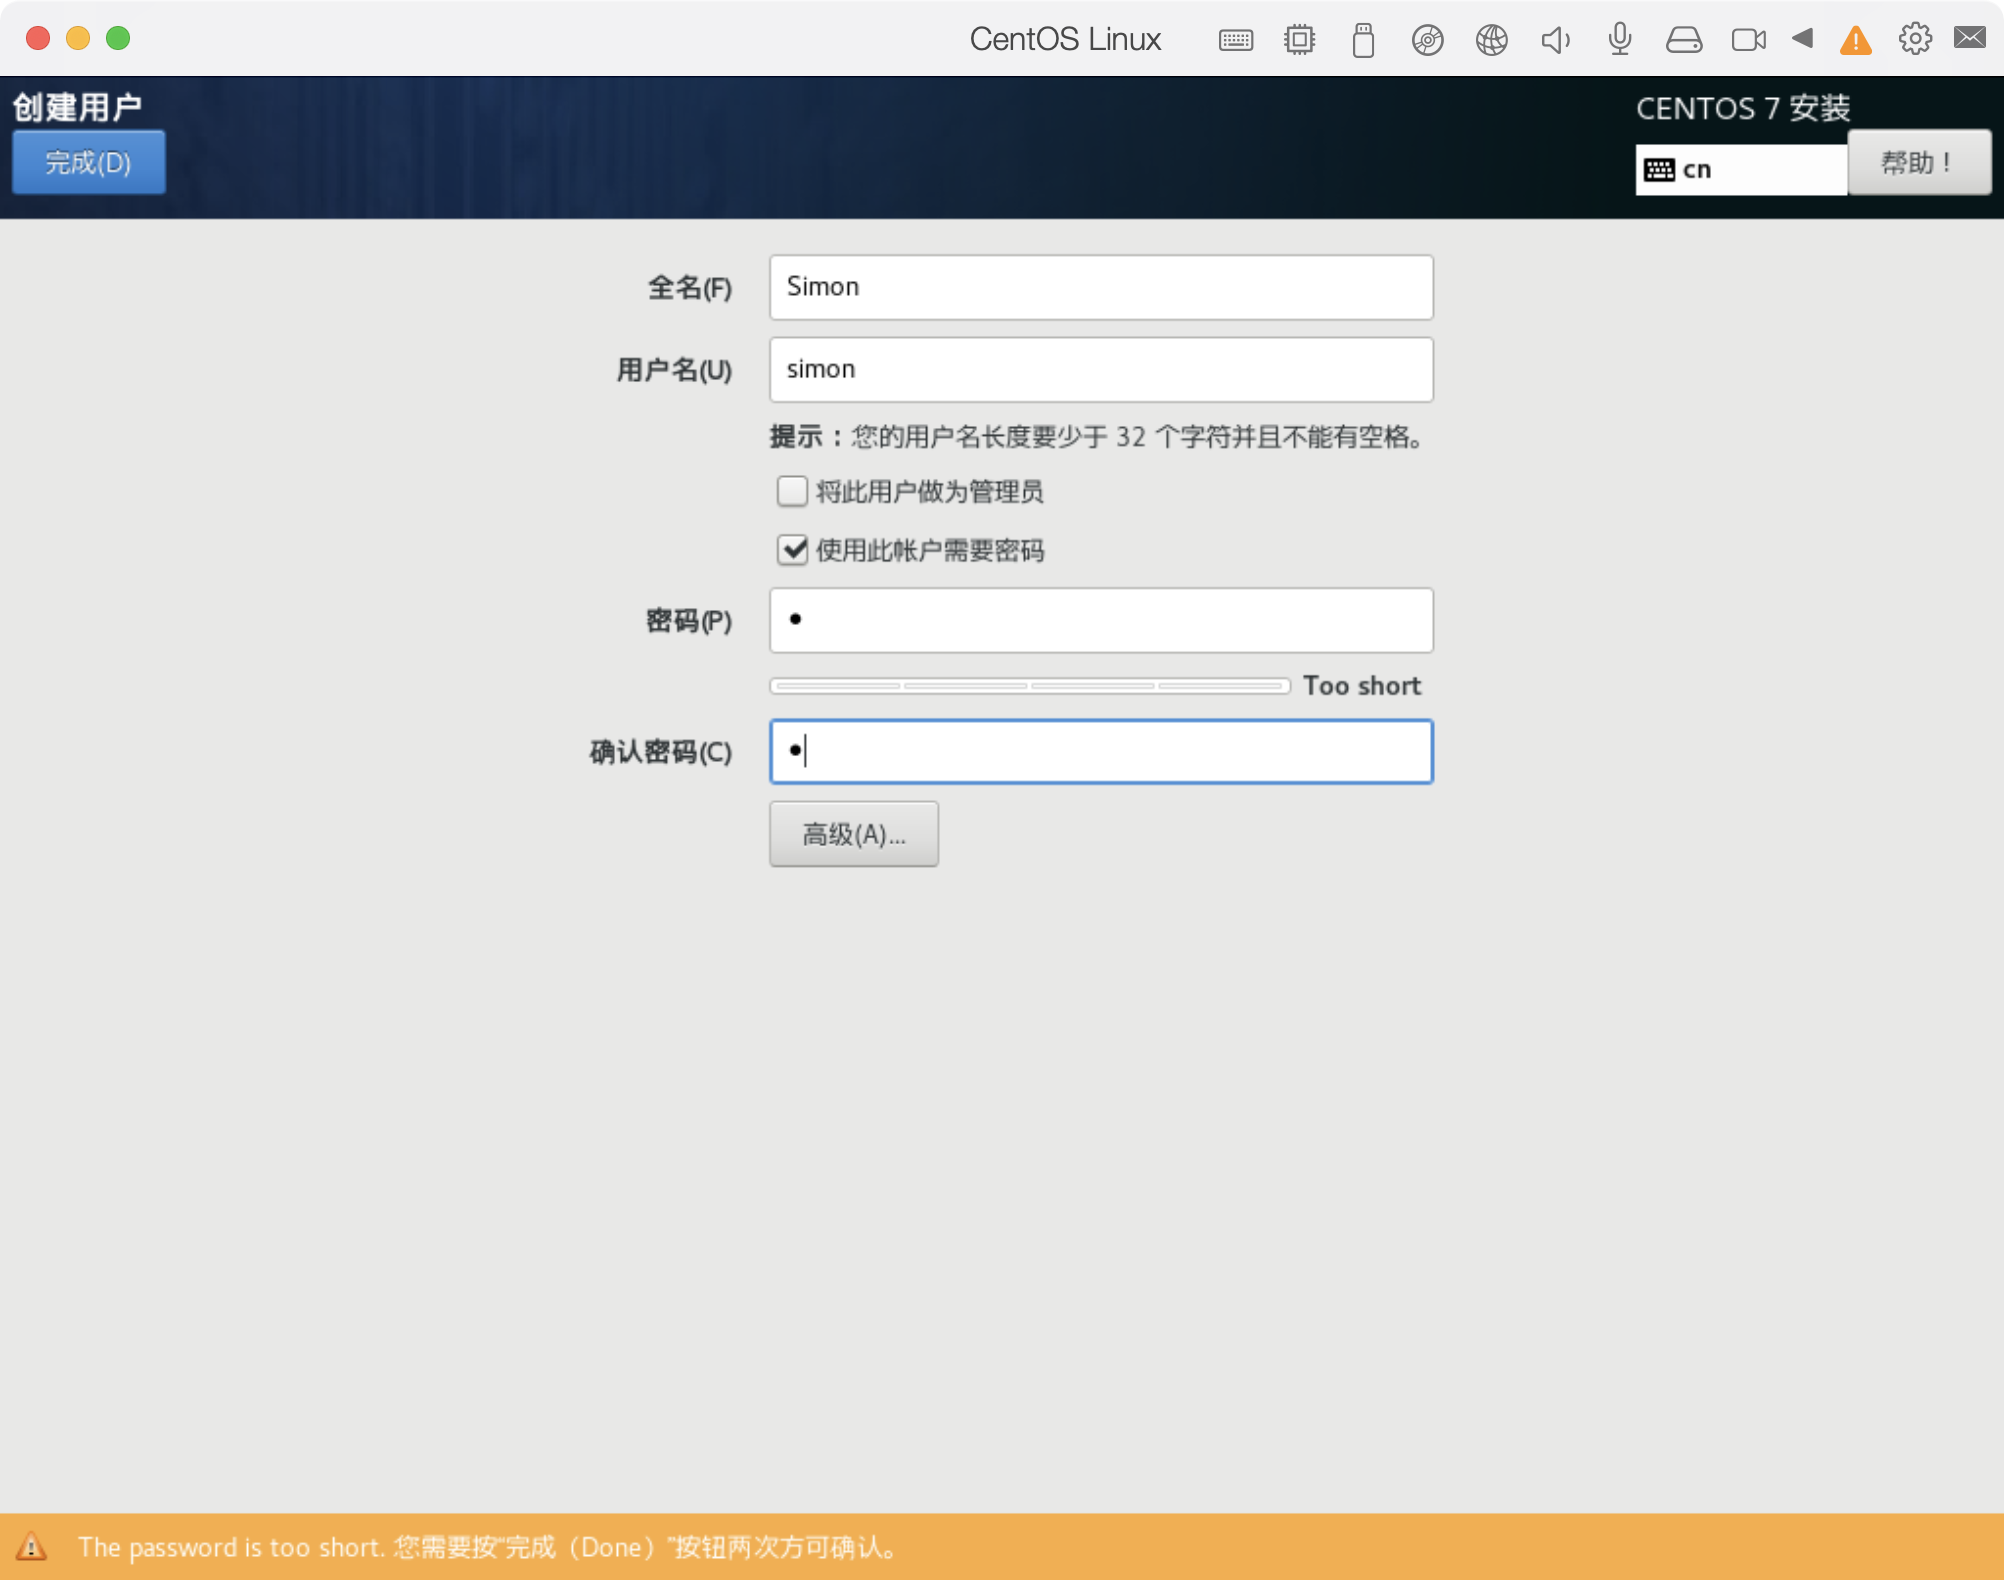 CentOS Linux
创建用户
CENTOS 7 安装
完成(D)
cn
帮助！
全名(F)
Simon
用户名(U)
simon
提示：您的用户名长度要少于 32 个字符并且不能有空格。
将此用户做为管理员
使用此帐户需要密码
密码(P)
Too short
确认密码(C)
高级(A)...
The password is too short. 您需要按“完成（Done）”按钮两次方可确认。